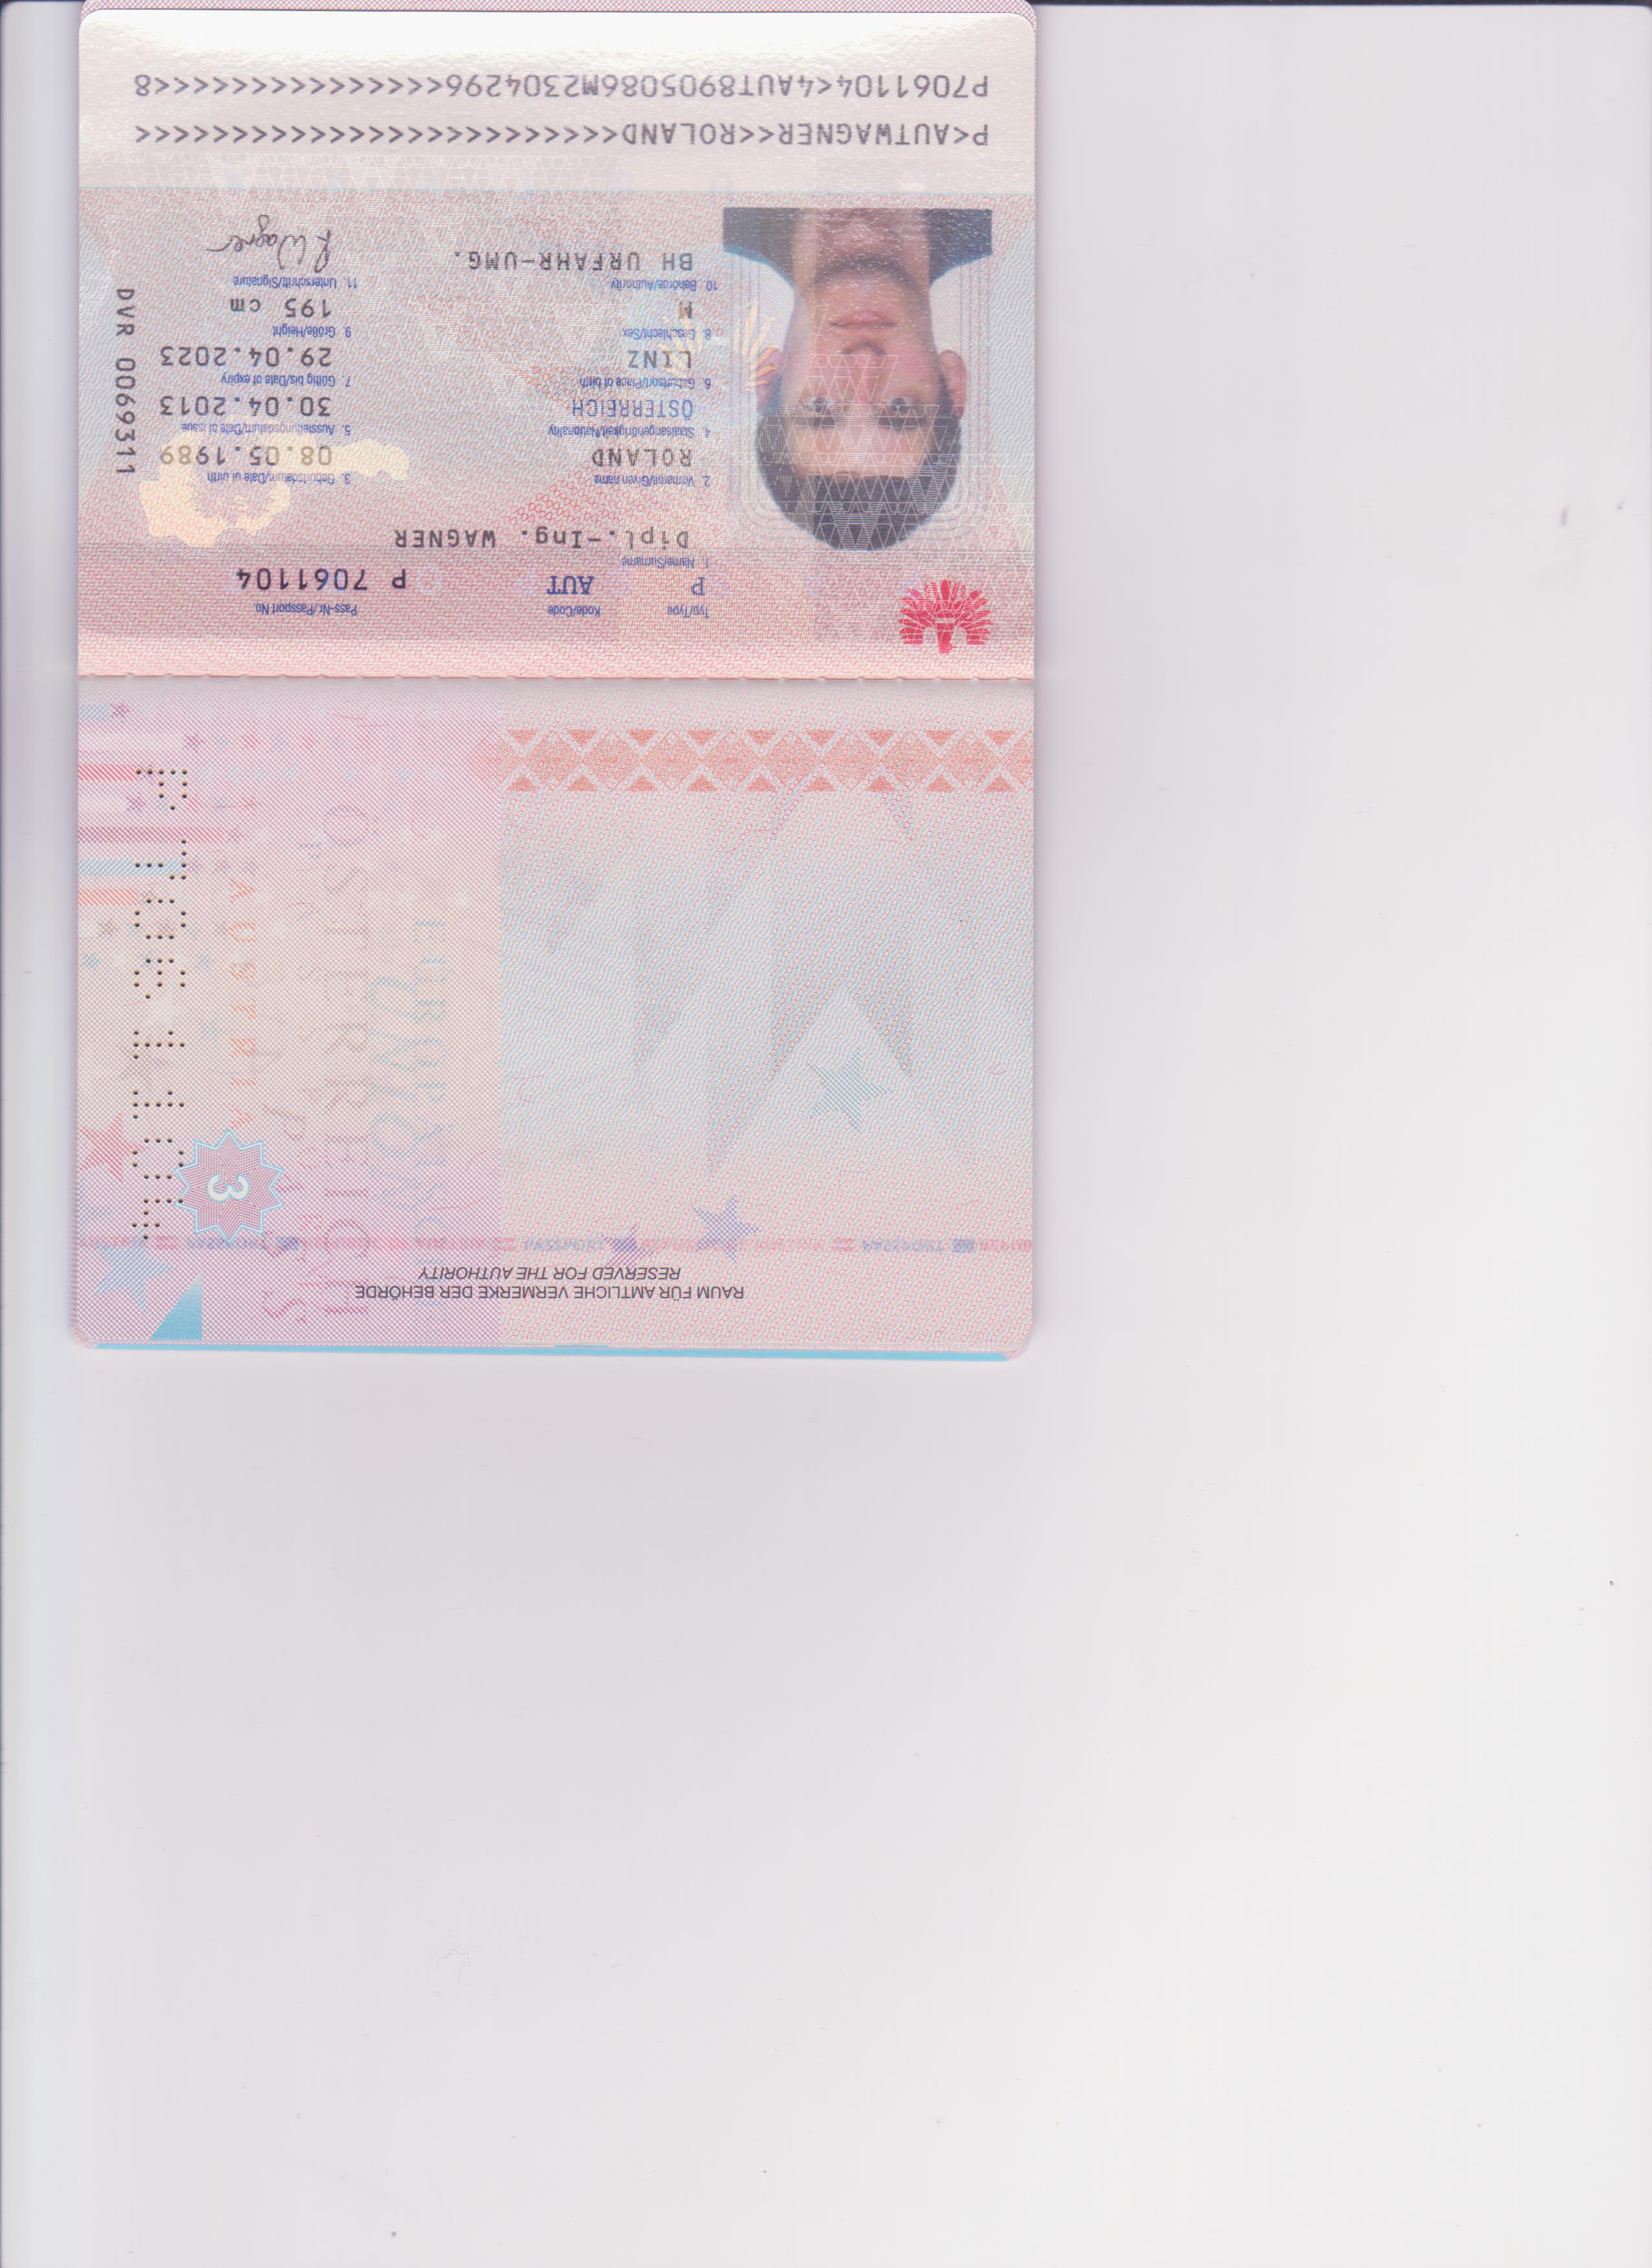 RAUM FÜR AMTLICHE VERMERKE DER BEHÖRDE
RESERVED FOR THE AUTHORITY
3
P 7061104
Typ/Type Kode/Code Pass-Nr./Passport No.
P AUT P 7061104
1. Name/Surname
Dipl.-Ing. WAGNER
2. Vorname/Given name
ROLAND
3. Geburtsdatum/Date of birth
08.05.1989
4. Staatsangehörigkeit/Nationality
ÖSTERREICH
5. Ausstellungsdatum/Date of issue
30.04.2013
6. Geburtsort/Place of birth
LINZ
7. Gültig bis/Date of expiry
29.04.2023
8. Geschlecht/Sex
M
9. Größe/Height
195 cm
10. Behörde/Authority
BH URFAHR-UMG.
11. Unterschrift/Signature
R Wagner
DVR 0069311
P<AUTWAGNER<<ROLAND<<<<<<<<<<<<<<<<<<<<<<<<<
P7061104<4AUT8905086M2304296<<<<<<<<<<<<<<<8